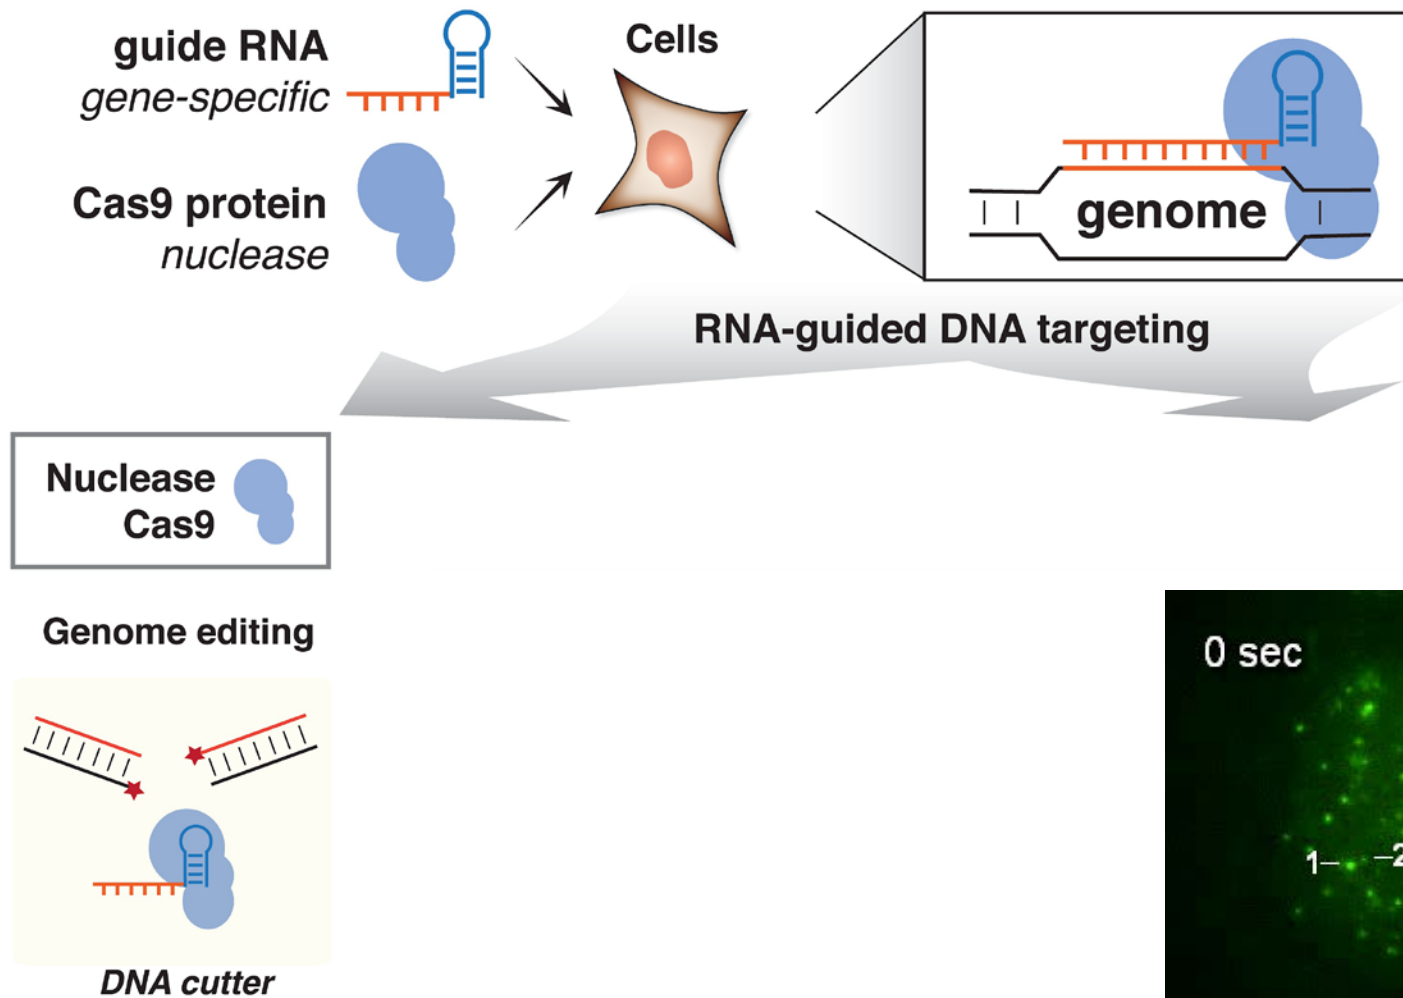 guide RNA
gene-specific
Cells
Cas9 protein
nuclease
genome
RNA-guided DNA targeting
Nuclease
Cas9
Genome editing
0 sec
1
2
DNA cutter